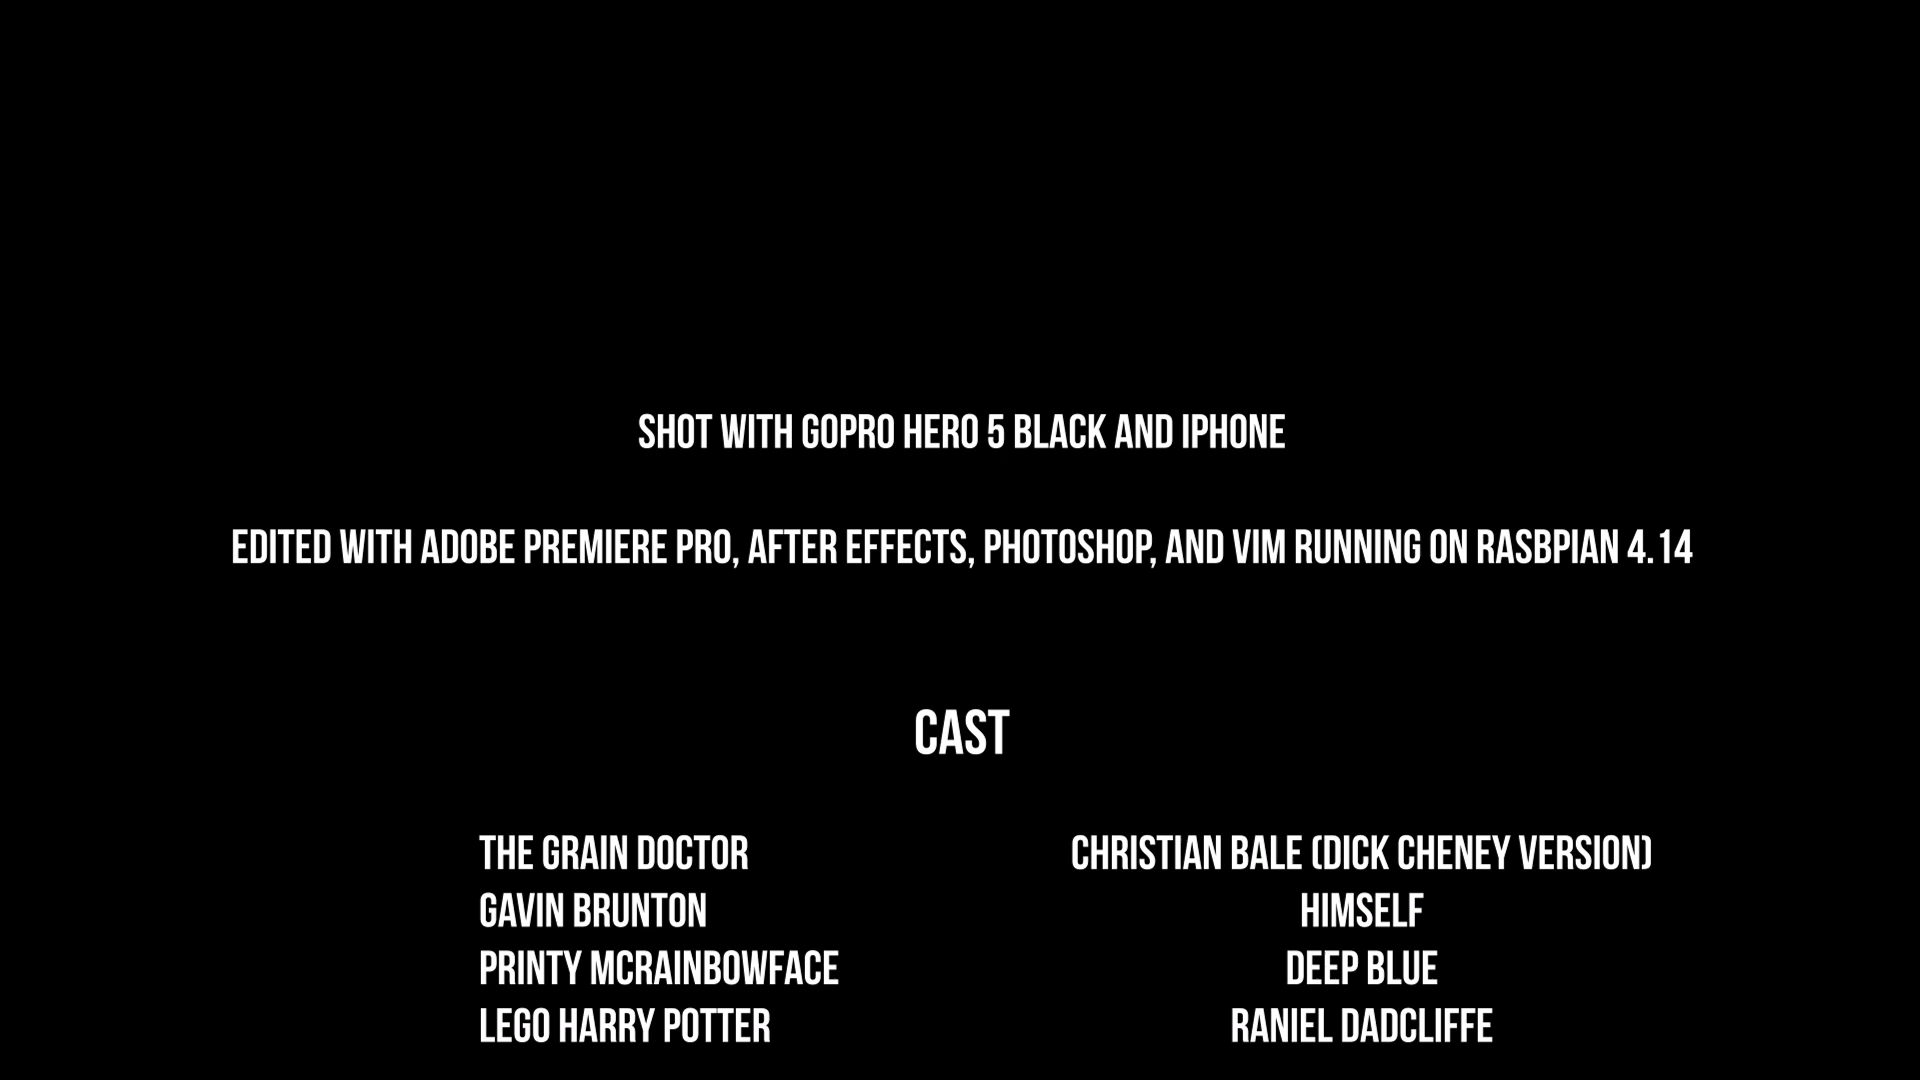 SHOT WITH GOPRO HERO 5 BLACK AND IPHONE
EDITED WITH ADOBE PREMIERE PRO, AFTER EFFECTS, PHOTOSHOP, AND VIM RUNNING ON RASBPIAN 4.14
CAST
THE GRAIN DOCTOR CHRISTIAN BALE (DICK CHENEY VERSION)
GAVIN BRUNTON HIMSELF
PRINTY MCRAINBOWFACE DEEP BLUE
LEGO HARRY POTTER RANIEL DADCLIFFE